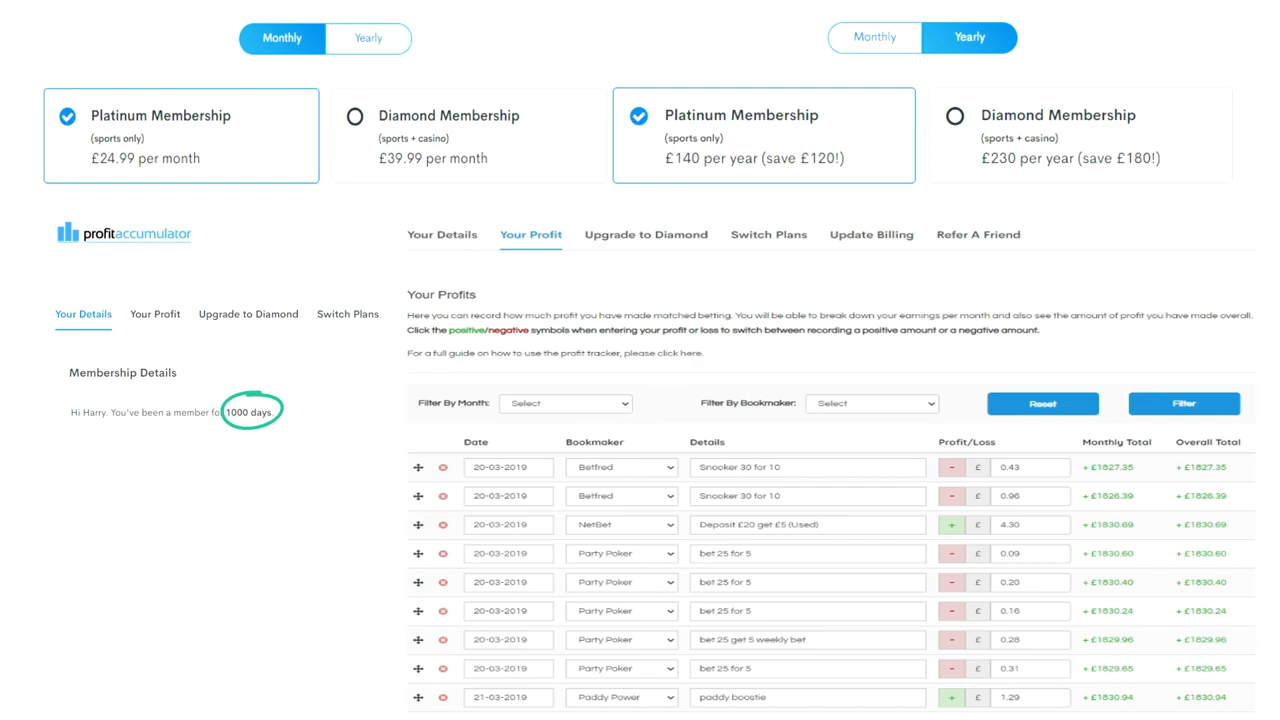 Monthly Yearly
Monthly Yearly
Platinum Membership
(sports only)
£24.99 per month
Diamond Membership
(sports + casino)
£39.99 per month
Platinum Membership
(sports only)
£140 per year (save £120!)
Diamond Membership
(sports + casino)
£230 per year (save £180!)
profitaccumulator
Your Details Your Profit Upgrade to Diamond Switch Plans
Membership Details
Hi Harry. You've been a member fo 1000 days.
Your Details Your Profit Upgrade to Diamond Switch Plans Update Billing Refer A Friend
Your Profits
Here you can record how much profit you have made matched betting. You will be able to break down your earnings per month and also see the amount of profit you have made overall.
Click the positive/negative symbols when entering your profit or loss to switch between recording a positive amount or a negative amount.
For a full guide on how to use the profit tracker, please click here.
Filter By Month: Select Filter By Bookmaker: Select Reset Filter
Date Bookmaker Details Profit/Loss Monthly Total Overall Total
20-03-2019 Betfred Snooker 30 for 10 - £ 0.43 + £1827.35 + £1827.35
20-03-2019 Betfred Snooker 30 for 10 - £ 0.96 + £1826.39 + £1826.39
20-03-2019 NetBet Deposit £20 get £5 (Used) + £ 4.30 + £1830.69 + £1830.69
20-03-2019 Party Poker bet 25 for 5 - £ 0.09 + £1830.60 + £1830.60
20-03-2019 Party Poker bet 25 for 5 - £ 0.20 + £1830.40 + £1830.40
20-03-2019 Party Poker bet 25 for 5 - £ 0.16 + £1830.24 + £1830.24
20-03-2019 Party Poker bet 25 get 5 weekly bet - £ 0.28 + £1829.96 + £1829.96
20-03-2019 Party Poker bet 25 for 5 - £ 0.31 + £1829.65 + £1829.65
21-03-2019 Paddy Power paddy boostie + £ 1.29 + £1830.94 + £1830.94